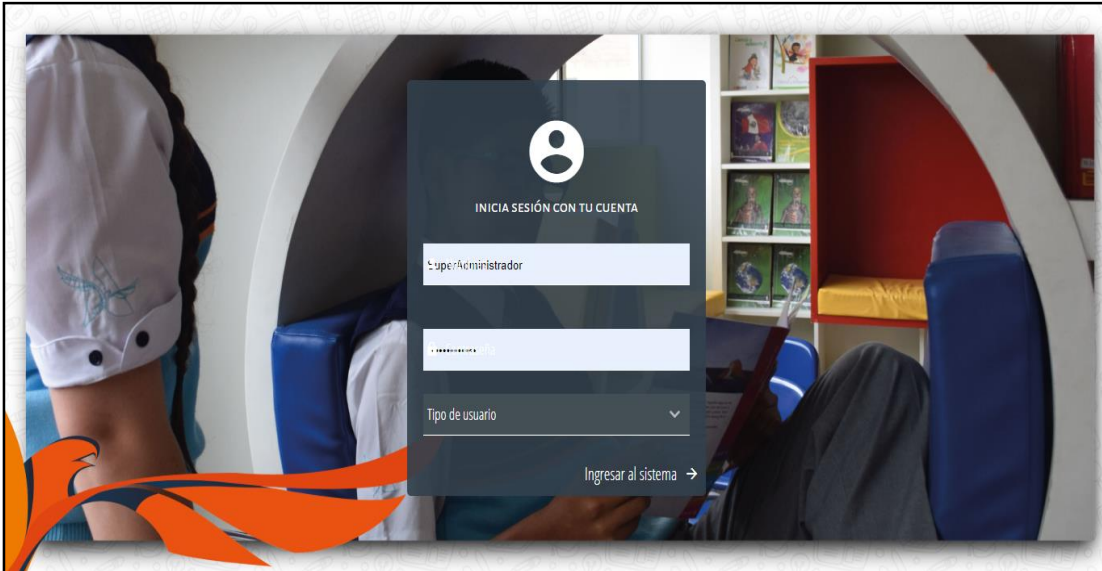 INICIA SESIÓN CON TU CUENTA
SuperAdministrador
Tipo de usuario
Ingresar al sistema →